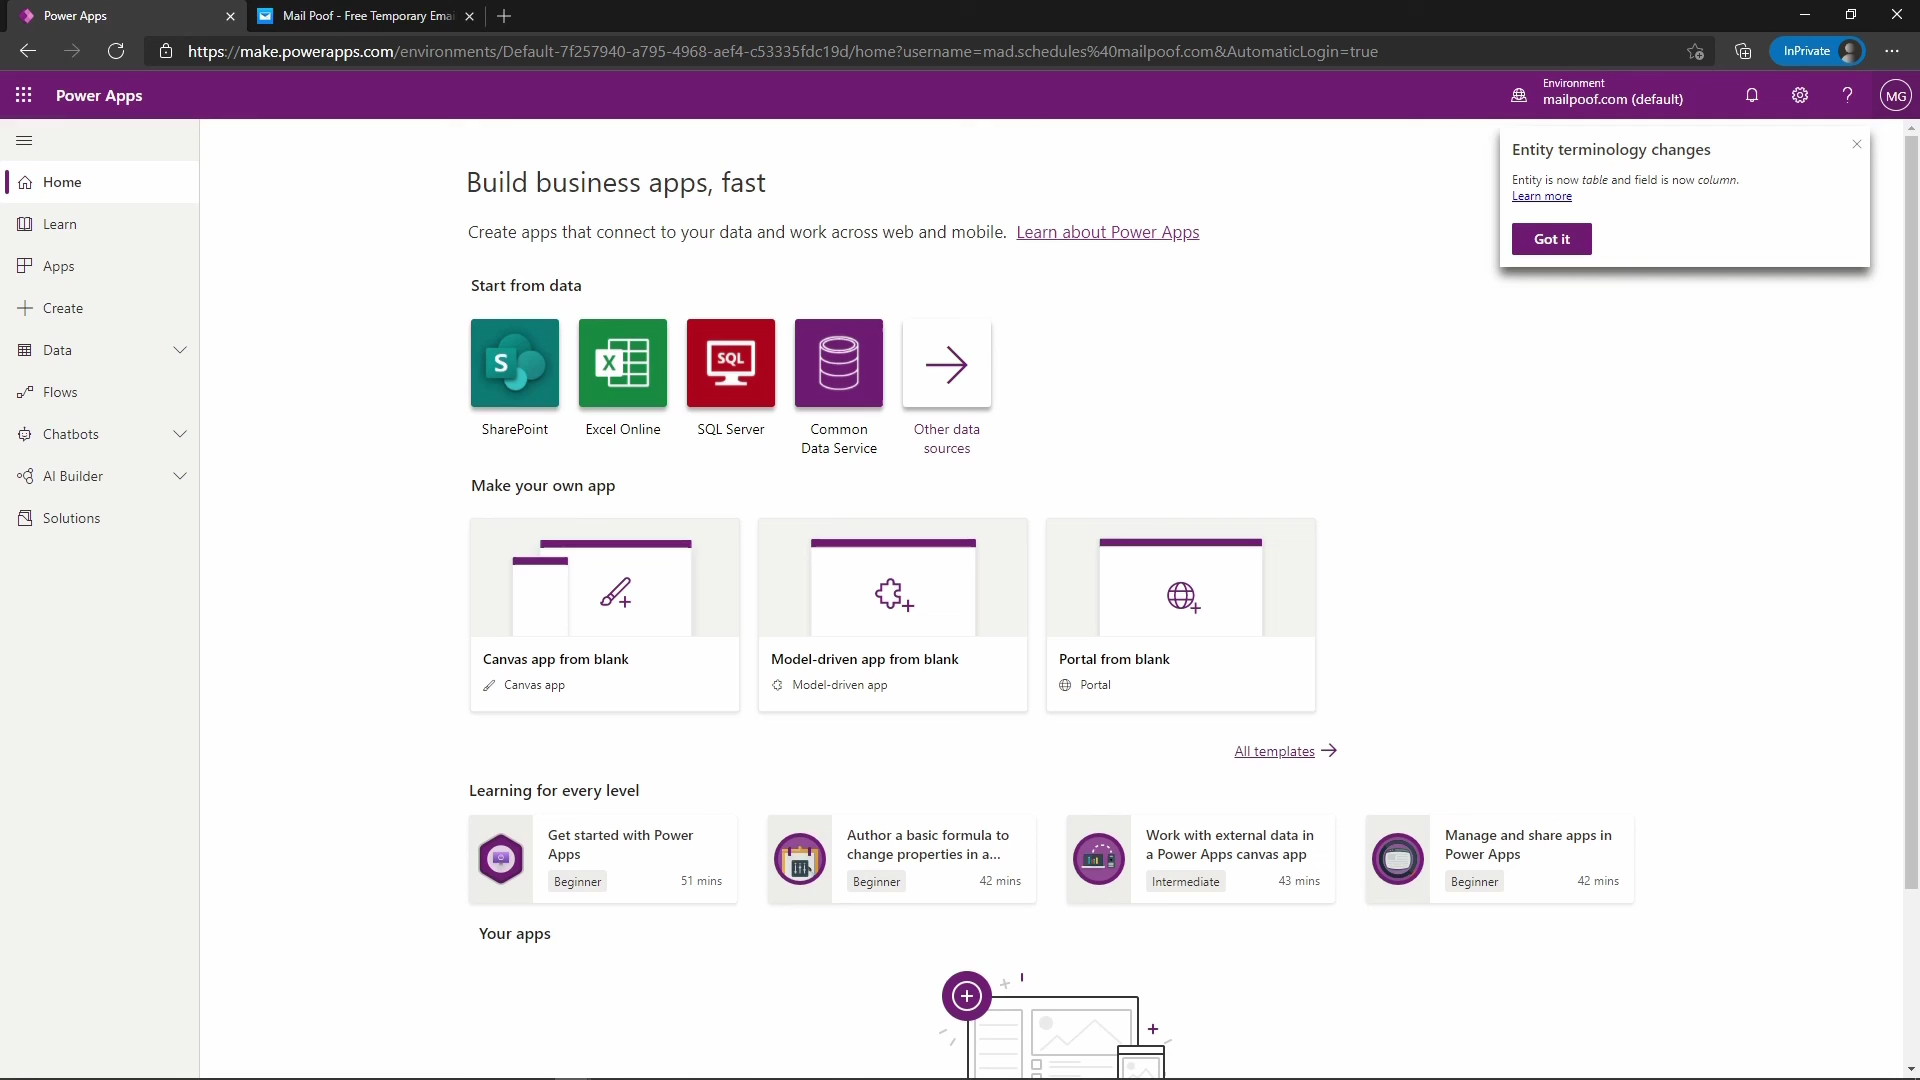 Power Apps
Mail Poof - Free Temporary Emai
https://make.powerapps.com/environments/Default-7f257940-a795-4968-aef4-c53335fdc19d/home?username=mad.schedules%40mailpoof.com&AutomaticLogin=true
InPrivate
Power Apps
Environment
mailpoof.com (default)
?
MG
Home
Learn
Apps
Create
Data
Flows
Chatbots
AI Builder
Solutions
Entity terminology changes
Entity is now table and field is now column.
Learn more
Got it
Build business apps, fast
Create apps that connect to your data and work across web and mobile. Learn about Power Apps
Start from data
S
X
SQL
SharePoint
Excel Online
SQL Server
Common
Data Service
Other data
sources
Make your own app
Canvas app from blank
Canvas app
Model-driven app from blank
Model-driven app
Portal from blank
Portal
All templates
Learning for every level
Get started with Power
Apps
Beginner
51 mins
Author a basic formula to
change properties in a...
Beginner
42 mins
Work with external data in
a Power Apps canvas app
Intermediate
43 mins
Manage and share apps in
Power Apps
Beginner
42 mins
Your apps